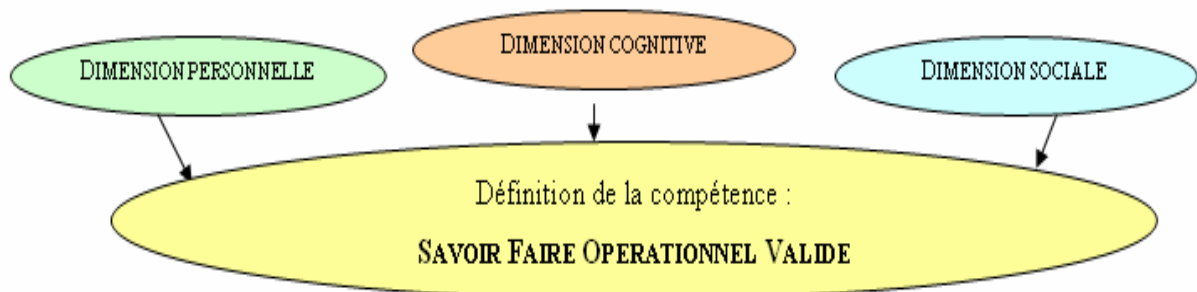 DIMENSION PERSONNELLE
DIMENSION COGNITIVE
DIMENSION SOCIALE
Définition de la compétence :
SAVOIR FAIRE OPERATIONNEL VALIDE